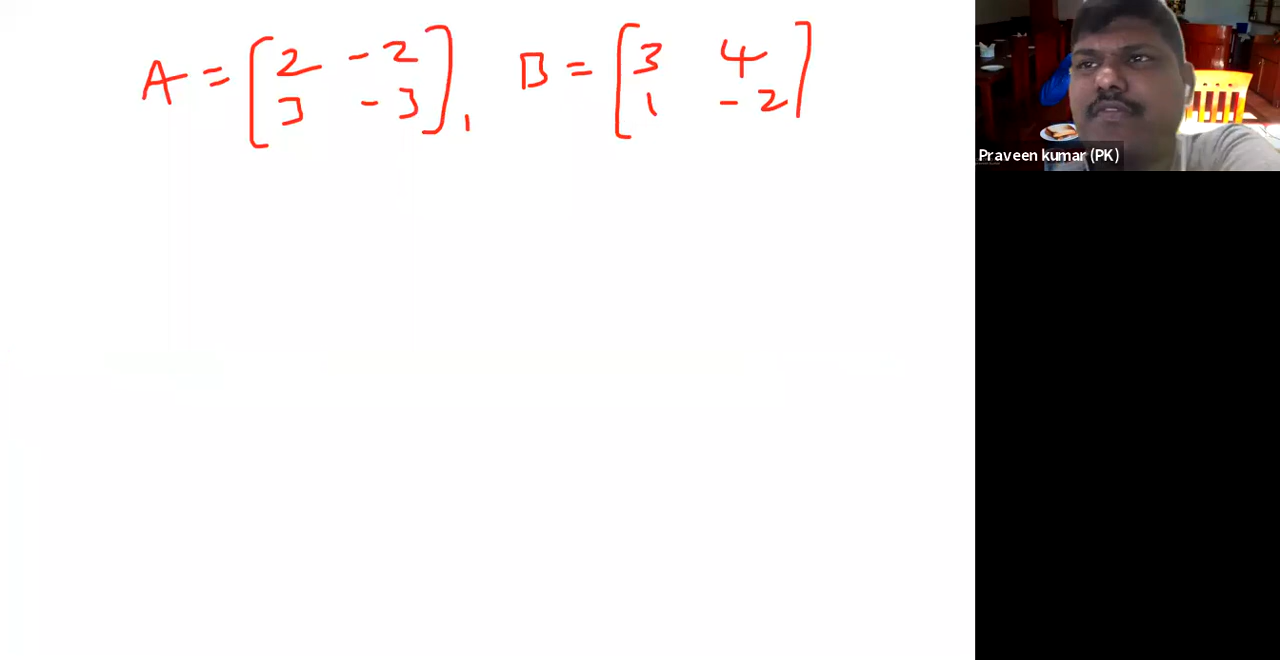 A = [2 -2
3 -3], B = [3 4
1 -2]
Praveen kumar (PK)